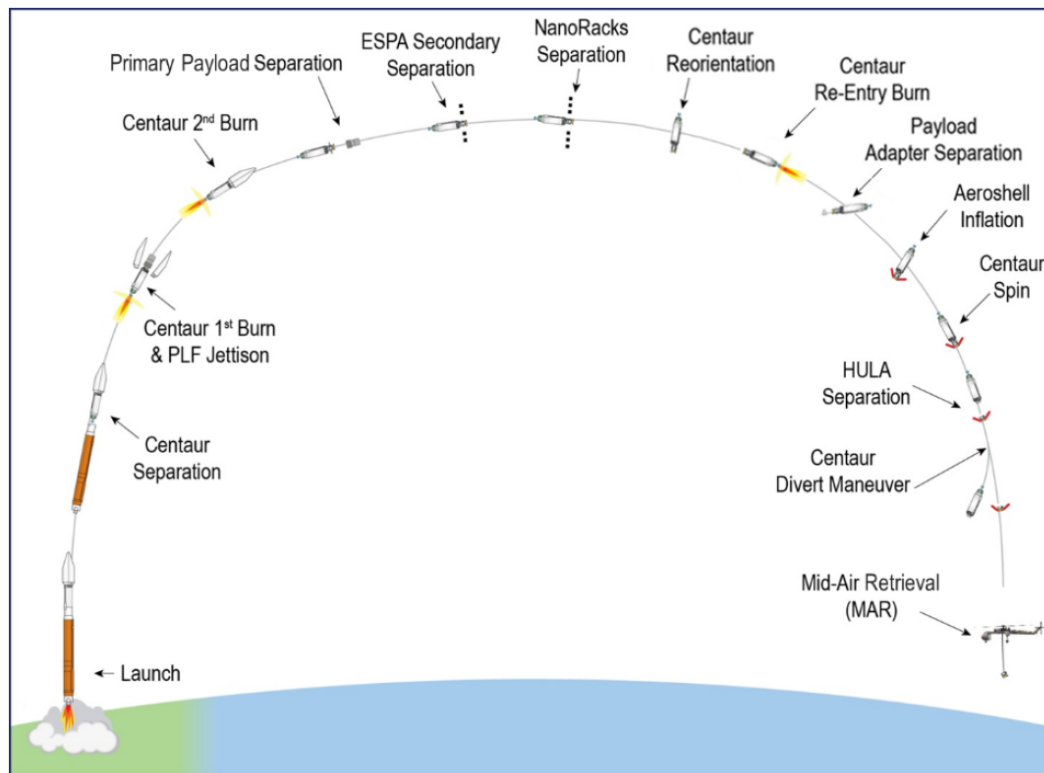 Launch
Centaur
Separation
Centaur 1st Burn
& PLF Jettison
Centaur 2nd Burn
Primary Payload Separation
ESPA Secondary
Separation
NanoRacks
Separation
Centaur
Reorientation
Centaur
Re-Entry Burn
Payload
Adapter Separation
Aeroshell
Inflation
Centaur
Spin
HULA
Separation
Centaur
Divert Maneuver
Mid-Air Retrieval
(MAR)